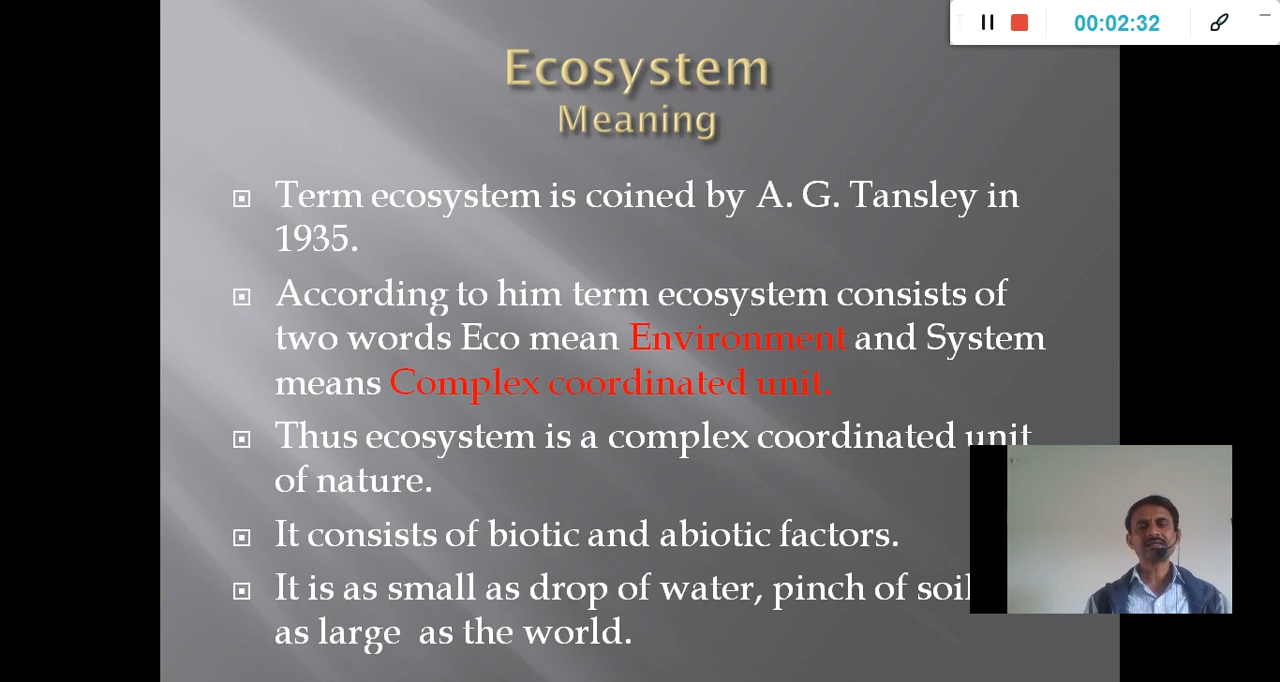 00:02:32
Ecosystem
Meaning
Term ecosystem is coined by A. G. Tansley in
1935.
According to him term ecosystem consists of
two words Eco mean Environment and System
means Complex coordinated unit.
Thus ecosystem is a complex coordinated unit
of nature.
It consists of biotic and abiotic factors.
It is as small as drop of water, pinch of soil
as large as the world.